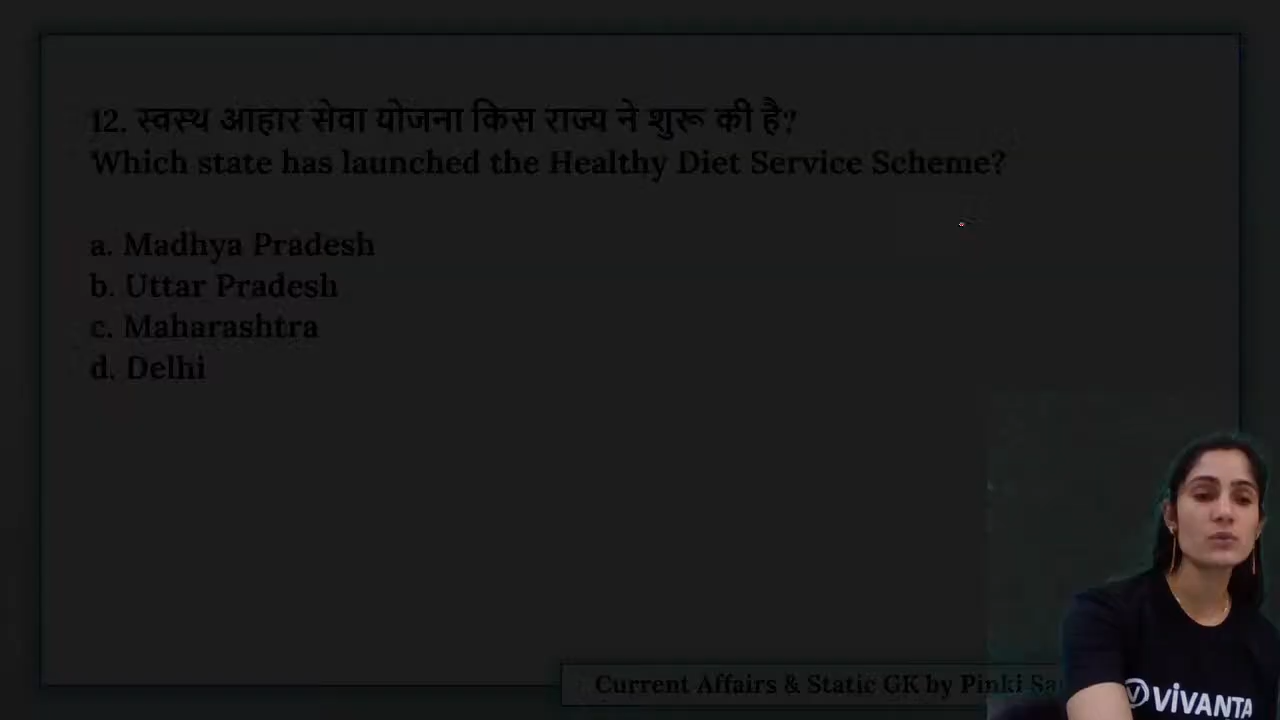 12. स्वस्थ आहार सेवा योजना किस राज्य ने शुरू की है?
Which state has launched the Healthy Diet Service Scheme?
a. Madhya Pradesh
b. Uttar Pradesh
c. Maharashtra
d. Delhi
Current Affairs & Static GK by Pinki
VIVANTA